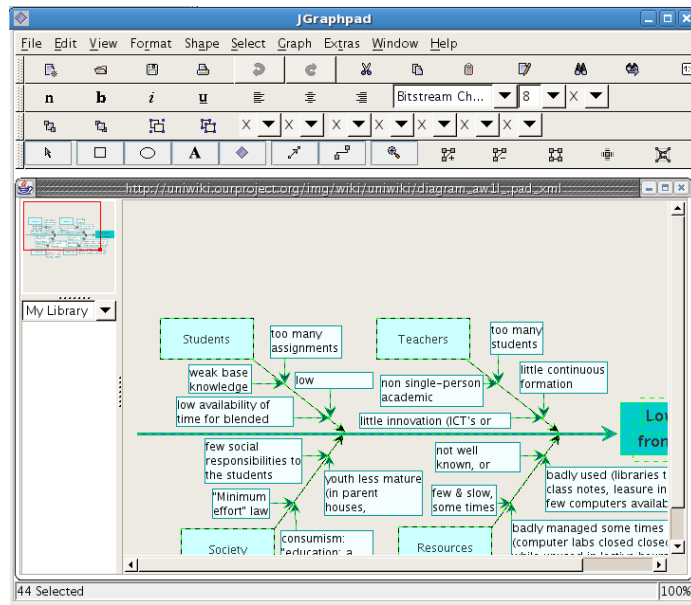 JGraphpad
File Edit View Format Shape Select Graph Extras Window Help
n b i u Bitstream Ch... 8 X
X X X X X X X
A
http://uniwiki.ourproject.org/img/wiki/uniwiki/diagram_aw1l_.pad_xml
My Library
Students
too many
assignments
Teachers
too many
students
weak base
knowledge
low
non single-person
academic
little continuous
formation
low availability of
time for blended
little innovation (ICT's or
Low
from
few social
responsibilities to
the students
not well
known, or
youth less mature
(in parent
houses,
badly used (libraries t
class notes, leasure in
few computers availab
"Minimum
effort" law
few & slow,
some times
consumism:
"education: a
badly managed some times
(computer labs closed closed
Society
Resources
44 Selected
100%